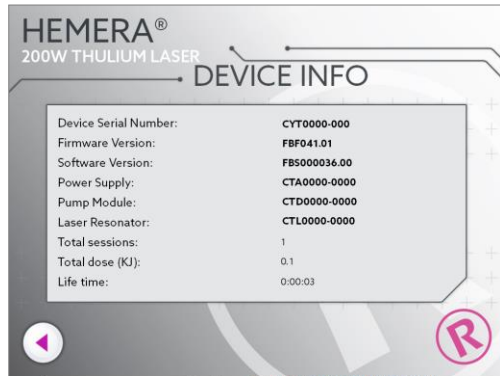 HEMERA®
200W THULIUM LASER
DEVICE INFO
Device Serial Number: CYT0000-000
Firmware Version: FBF041.01
Software Version: FBS000036.00
Power Supply: CTA0000-0000
Pump Module: CTD0000-0000
Laser Resonator: CTL0000-0000
Total sessions: 1
Total dose (KJ): 0.1
Life time: 0:00:03
R